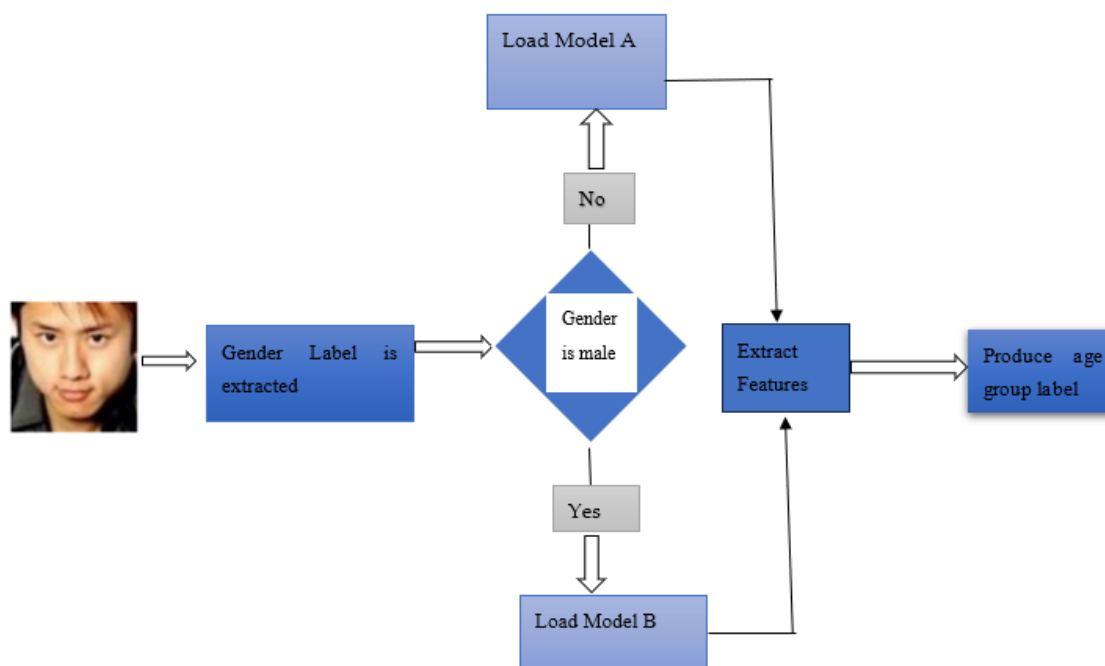 Load Model A
No
Gender Label is
extracted
Gender
is male
Extract
Features
Produce age
group label
Yes
Load Model B